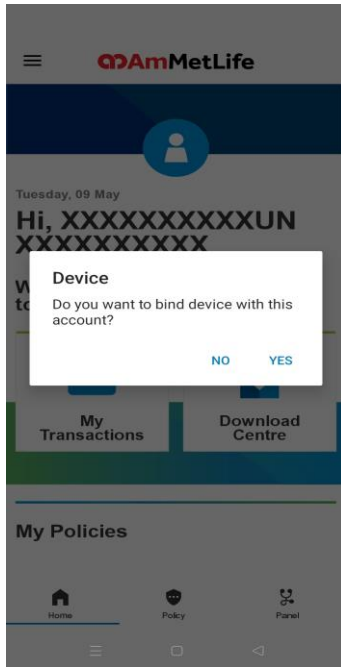 AmMetLife
Tuesday, 09 May
Hi, XXXXXXXXXXUN
XXXXXXXXXX
Device
Do you want to bind device with this
account?
NO YES
My
Transactions
Download
Centre
My Policies
Home Policy Panel